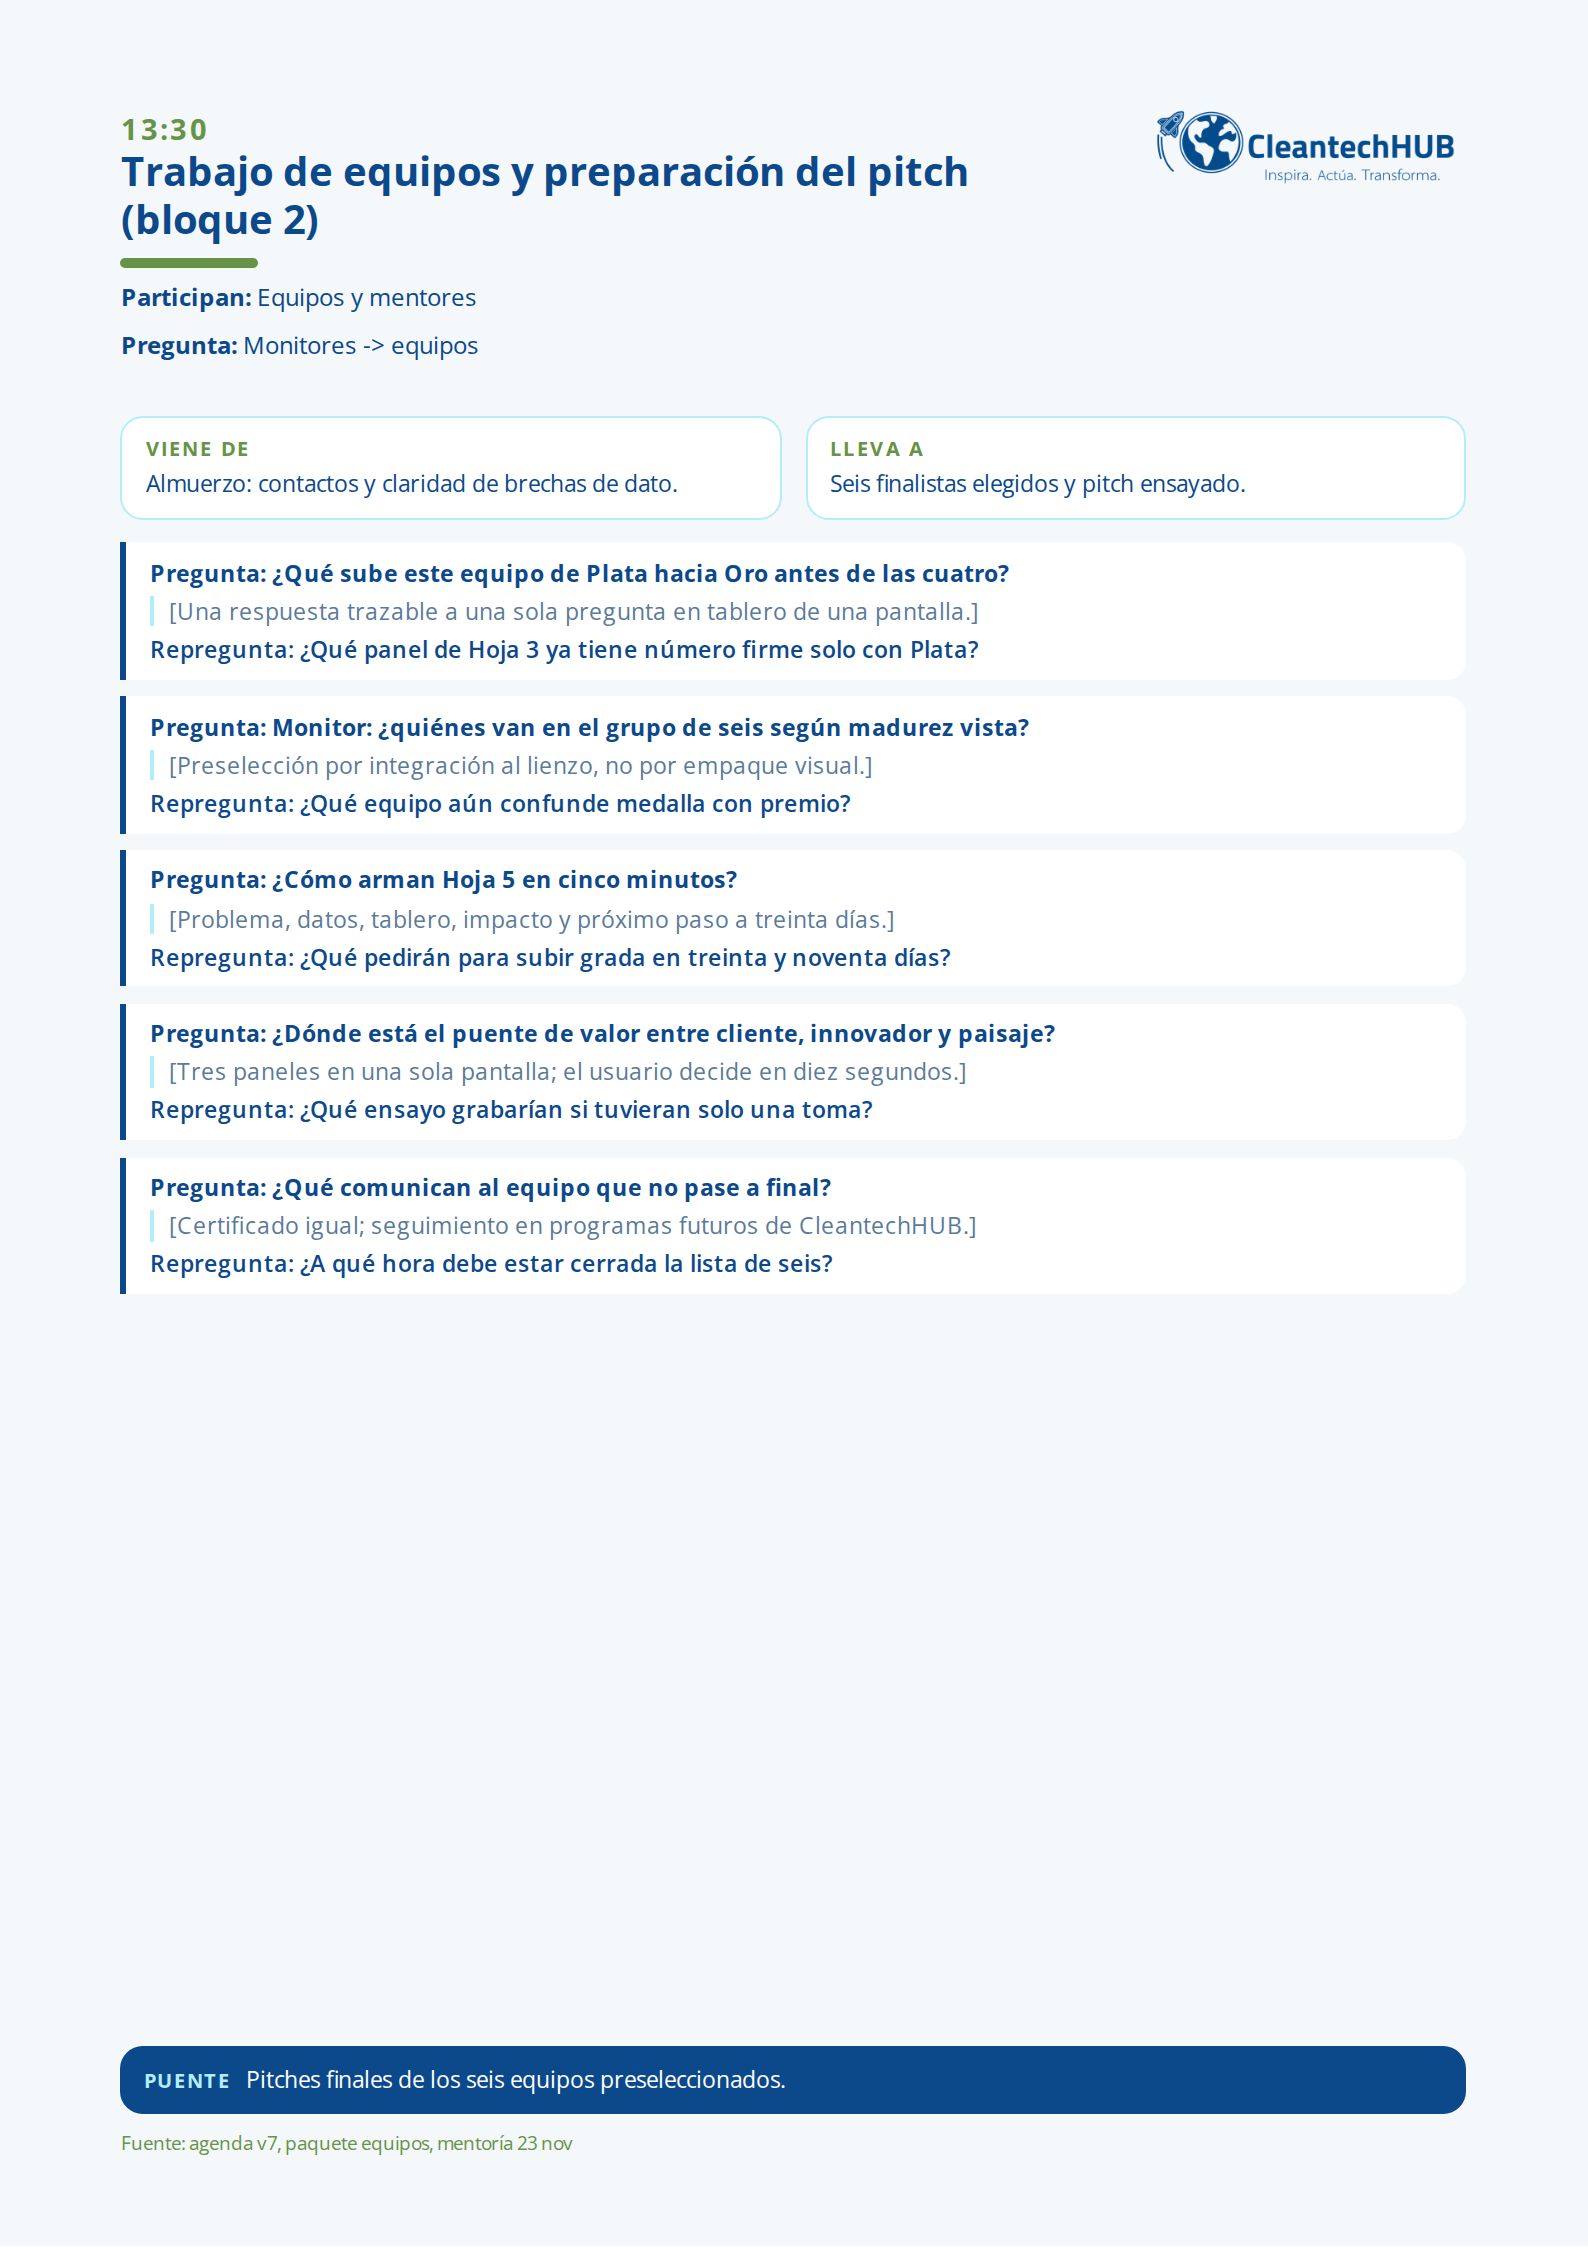 13:30
Trabajo de equipos y preparación del pitch
(bloque 2)
CleantechHUB
Inspira. Actúa. Transforma.
Participan: Equipos y mentores
Pregunta: Monitores -> equipos
VIENE DE
Almuerzo: contactos y claridad de brechas de dato.
LLEVA A
Seis finalistas elegidos y pitch ensayado.
Pregunta: ¿Qué sube este equipo de Plata hacia Oro antes de las cuatro?
[Una respuesta trazable a una sola pregunta en tablero de una pantalla.]
Repregunta: ¿Qué panel de Hoja 3 ya tiene número firme solo con Plata?
Pregunta: Monitor: ¿quiénes van en el grupo de seis según madurez vista?
[Preselección por integración al lienzo, no por empaque visual.]
Repregunta: ¿Qué equipo aún confunde medalla con premio?
Pregunta: ¿Cómo arman Hoja 5 en cinco minutos?
[Problema, datos, tablero, impacto y próximo paso a treinta días.]
Repregunta: ¿Qué pedirán para subir grada en treinta y noventa días?
Pregunta: ¿Dónde está el puente de valor entre cliente, innovador y paisaje?
[Tres paneles en una sola pantalla; el usuario decide en diez segundos.]
Repregunta: ¿Qué ensayo grabarían si tuvieran solo una toma?
Pregunta: ¿Qué comunican al equipo que no pase a final?
[Certificado igual; seguimiento en programas futuros de CleantechHUB.]
Repregunta: ¿A qué hora debe estar cerrada la lista de seis?
PUENTE Pitches finales de los seis equipos preseleccionados.
Fuente: agenda v7, paquete equipos, mentoría 23 nov